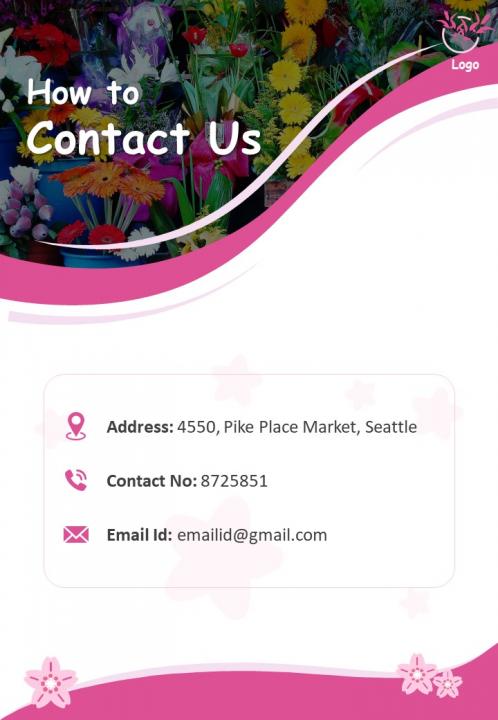 Logo
How to
Contact Us
Address: 4550, Pike Place Market, Seattle
Contact No: 8725851
Email Id: emailid@gmail.com